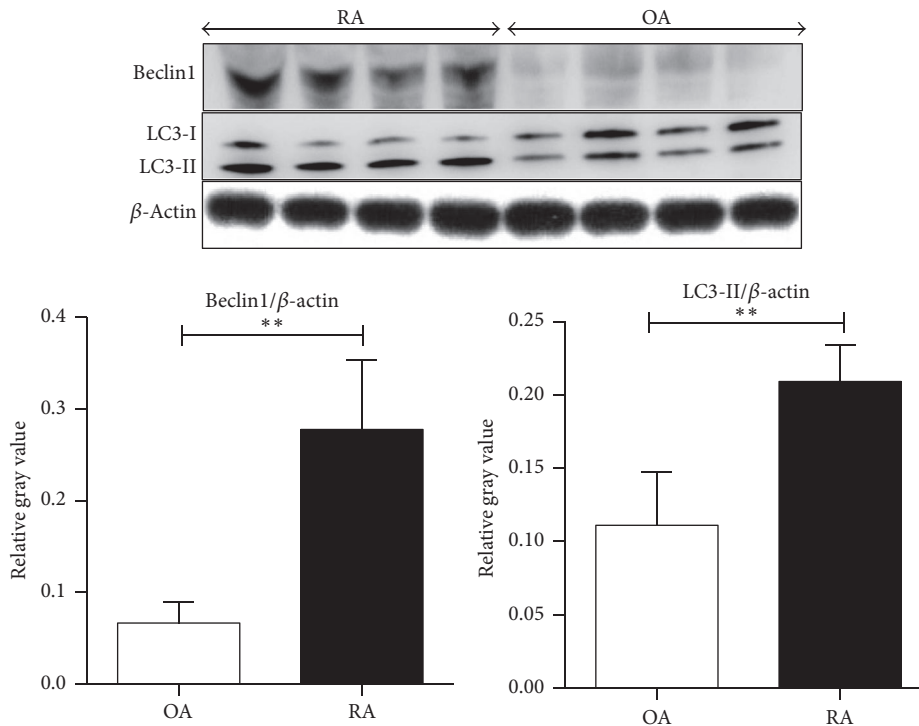 RA OA
Beclin1
LC3-I
LC3-II
β-Actin
Beclin1/β-actin
**
0.4
0.3
0.2
0.1
0.0
Relative gray value
OA RA
LC3-II/β-actin
**
0.25
0.20
0.15
0.10
0.05
0.00
Relative gray value
OA RA